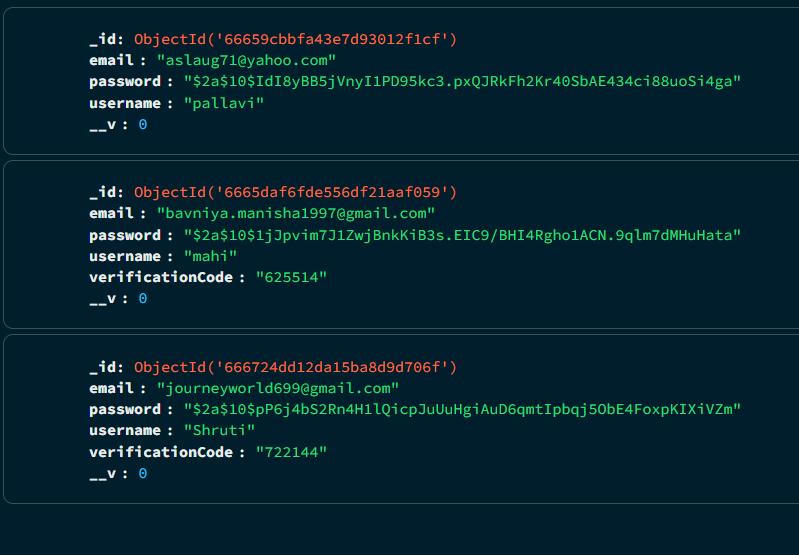 _id: ObjectId('66659cbbfa43e7d93012f1cf')
email : "aslaug71@yahoo.com"
password : "$2a$10$IdI8yBB5jVnyI1PD95kc3.pxQJRkFh2Kr40SbAE434ci88uoSi4ga"
username : "pallavi"
__v : 0
_id: ObjectId('6665daf6fde556df21aaf059')
email : "bavniya.manisha1997@gmail.com"
password : "$2a$10$1jJpvim7J1ZwjBnkKiB3s.EIC9/BHI4Rgho1ACN.9qlm7dMHuHata"
username : "mahi"
verificationCode : "625514"
__v : 0
_id: ObjectId('666724dd12da15ba8d9d706f')
email : "journeyworld699@gmail.com"
password : "$2a$10$pP6j4bS2Rn4H1lQicpJuUuHgiAuD6qmtIpbqj5ObE4FoxpKIXiVZm"
username : "Shruti"
verificationCode : "722144"
__v : 0